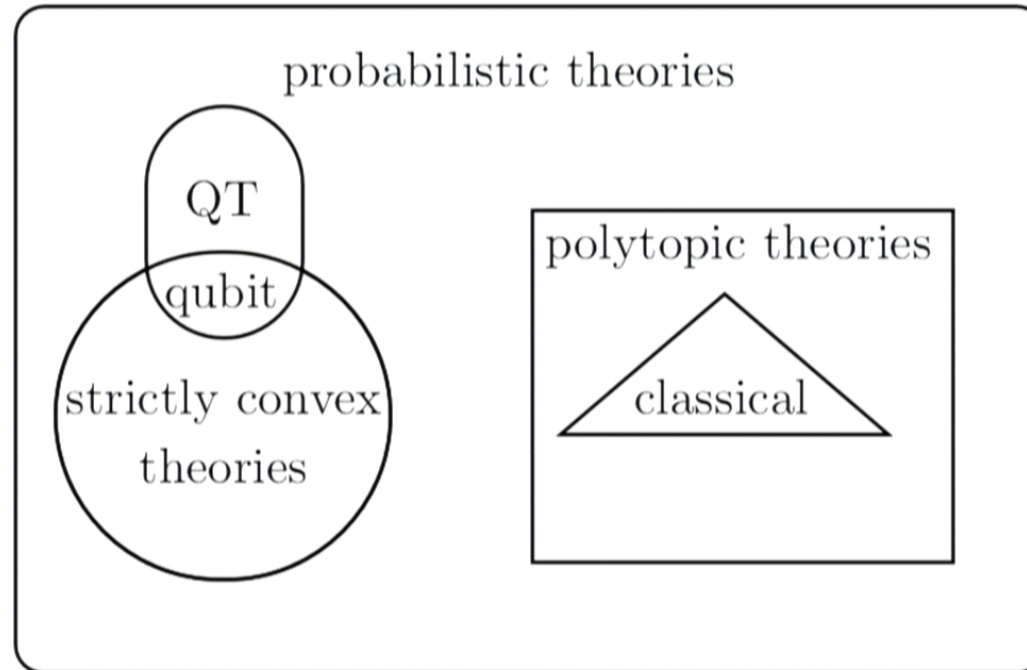 probabilistic theories
QT
qubit
strictly convex
theories
polytopic theories
classical